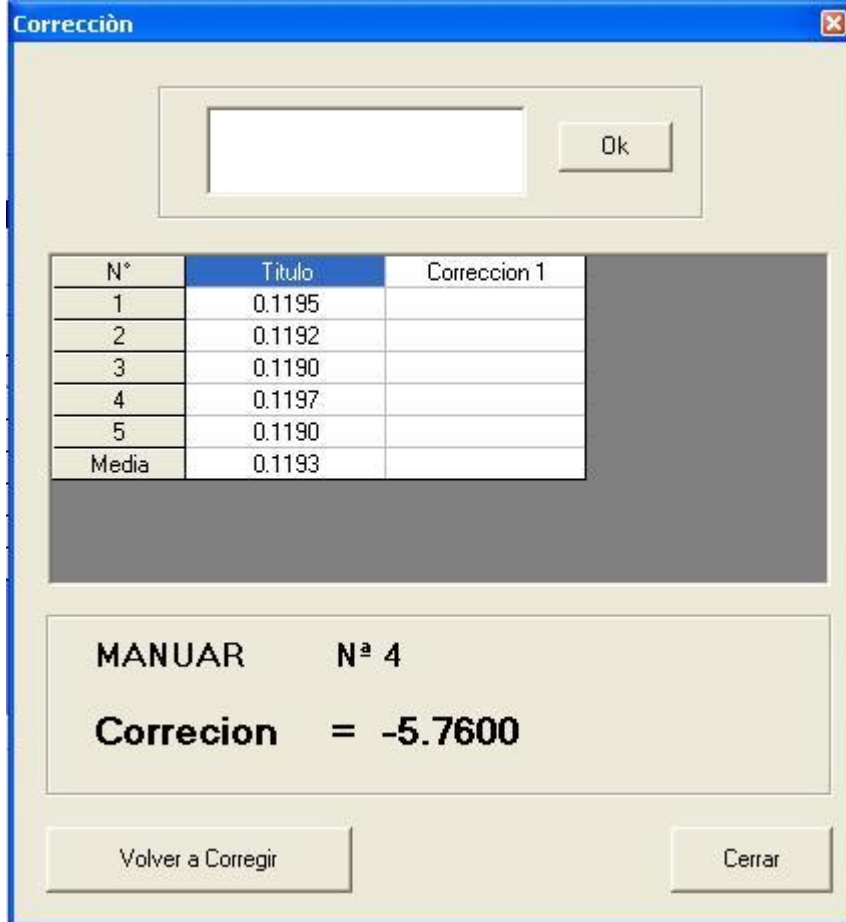 Correcciòn
Ok
N° Titulo Correccion 1
1 0.1195
2 0.1192
3 0.1190
4 0.1197
5 0.1190
Media 0.1193
MANUAR Nª 4
Correcion = -5.7600
Volver a Corregir Cerrar